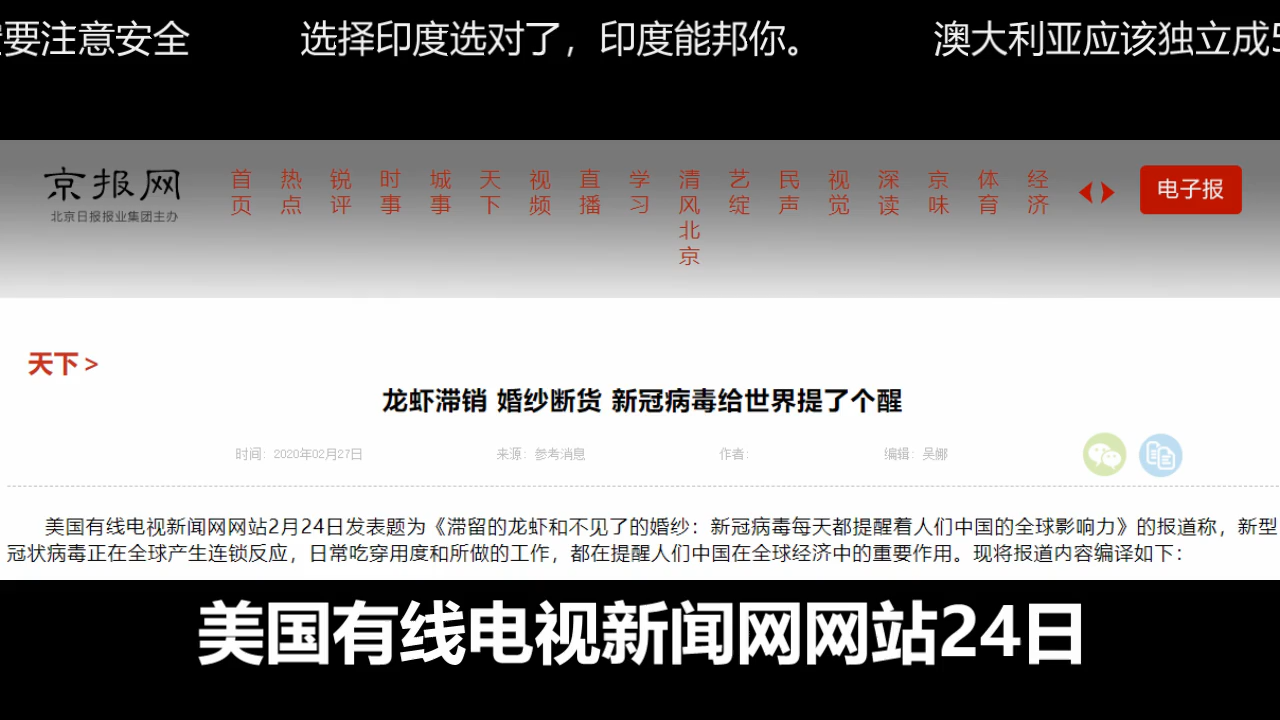 要注意安全 选择印度选对了，印度能邦你。 澳大利亚应该独立成5
京报网
北京日报报业集团主办
首页 热点 锐评 时事 城事 天下 视频 直播 学习 清风北京 艺绽 民声 视觉 深读 京味 体育 经济
电子报
天下 >
龙虾滞销 婚纱断货 新冠病毒给世界提了个醒
时间：2020年02月27日 来源：参考消息 作者： 编辑：吴娜
美国有线电视新闻网网站2月24日发表题为《滞留的龙虾和不见了的婚纱：新冠病毒每天都提醒着人们中国的全球影响力》的报道称，新型
冠状病毒正在全球产生连锁反应，日常吃穿用度和所做的工作，都在提醒人们中国在全球经济中的重要作用。现将报道内容编译如下：
美国有线电视新闻网网站24日